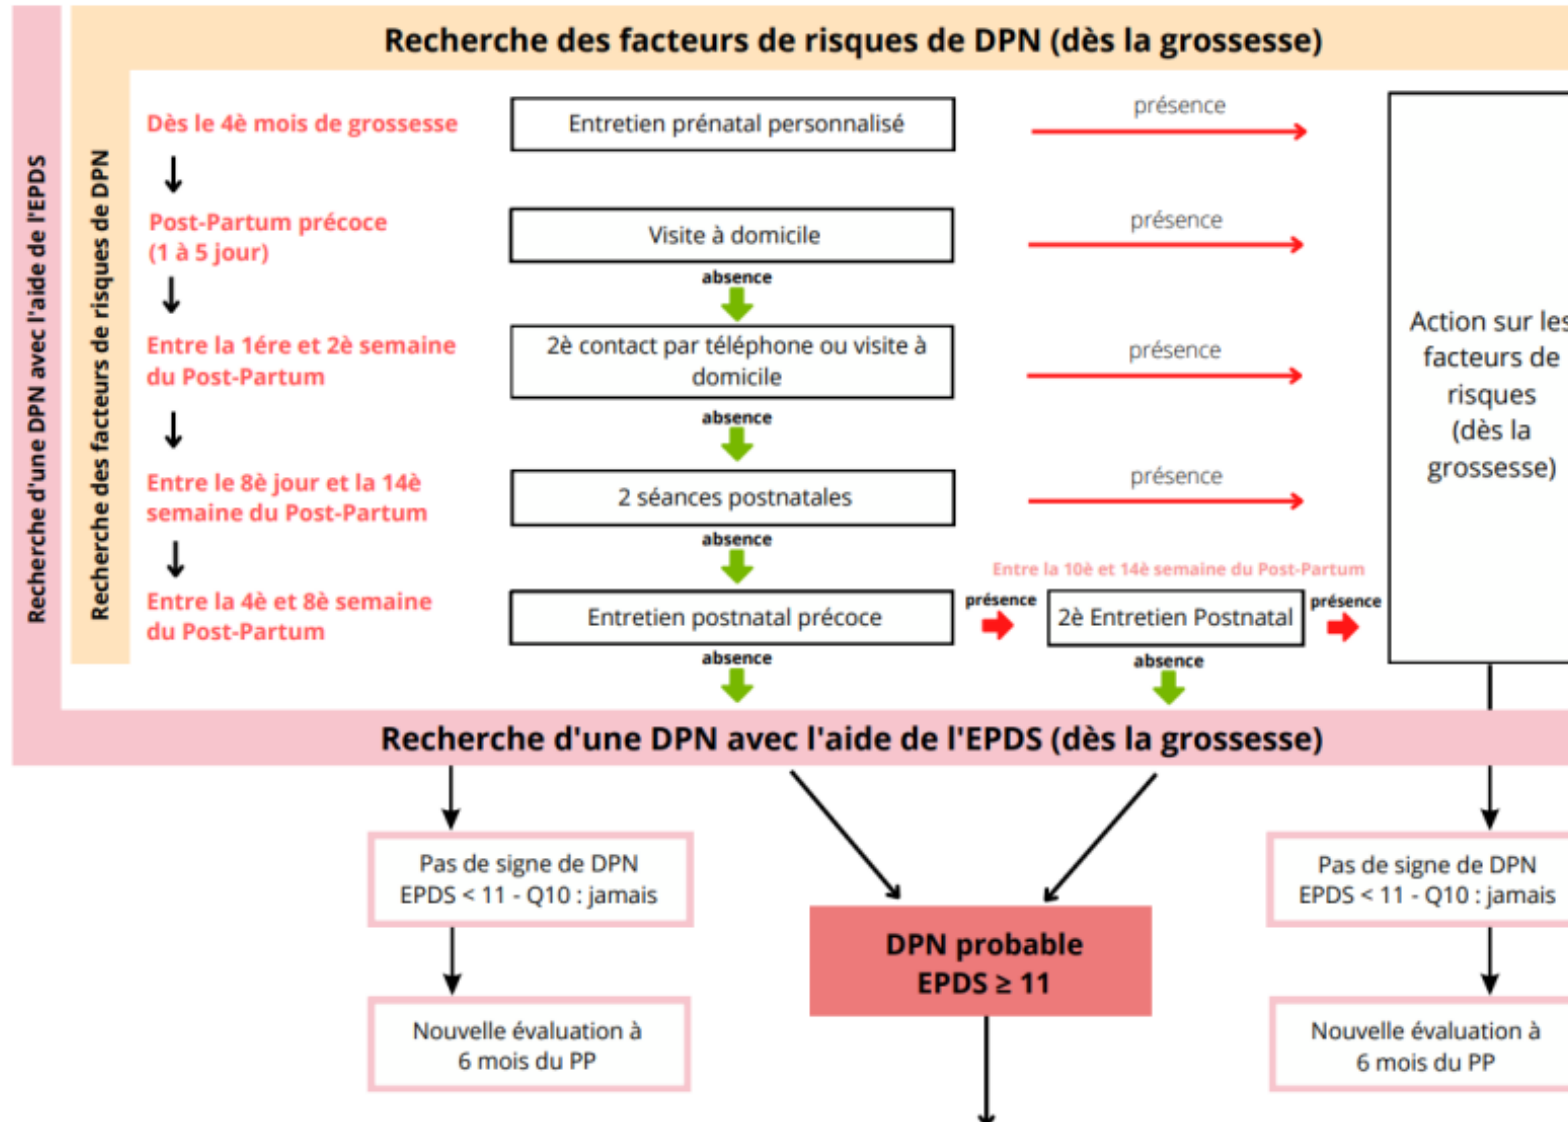 Recherche des facteurs de risques de DPN (dès la grossesse)
Recherche d'une DPN avec l'aide de l'EPDS
Recherche des facteurs de risques de DPN
Dès le 4è mois de grossesse
Entretien prénatal personnalisé
présence
Post-Partum précoce
(1 à 5 jour)
Visite à domicile
présence
absence
Entre la 1ére et 2è semaine
du Post-Partum
2è contact par téléphone ou visite à
domicile
présence
absence
Entre le 8è jour et la 14è
semaine du Post-Partum
2 séances postnatales
présence
absence
Entre la 4è et 8è semaine
du Post-Partum
Entretien postnatal précoce
présence
Entre la 10è et 14è semaine du Post-Partum
2è Entretien Postnatal
présence
absence
absence
Action sur les
facteurs de
risques
(dès la
grossesse)
Recherche d'une DPN avec l'aide de l'EPDS (dès la grossesse)
Pas de signe de DPN
EPDS < 11 - Q10 : jamais
Nouvelle évaluation à
6 mois du PP
DPN probable
EPDS ≥ 11
Pas de signe de DPN
EPDS < 11 - Q10 : jamais
Nouvelle évaluation à
6 mois du PP